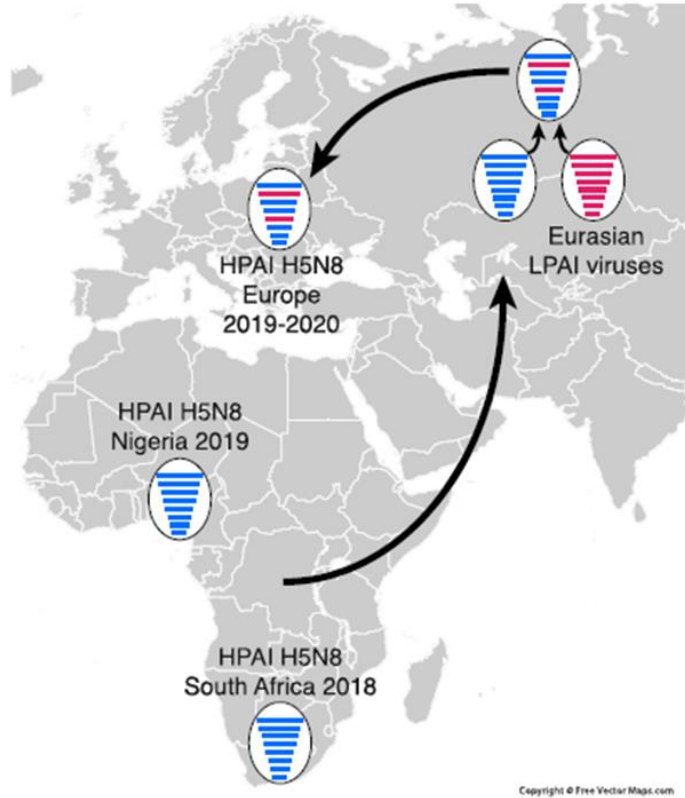 Eurasian
LPAI viruses
HPAI H5N8
Europe
2019-2020
HPAI H5N8
Nigeria 2019
HPAI H5N8
South Africa 2018
Copyright © Free Vector Maps.com